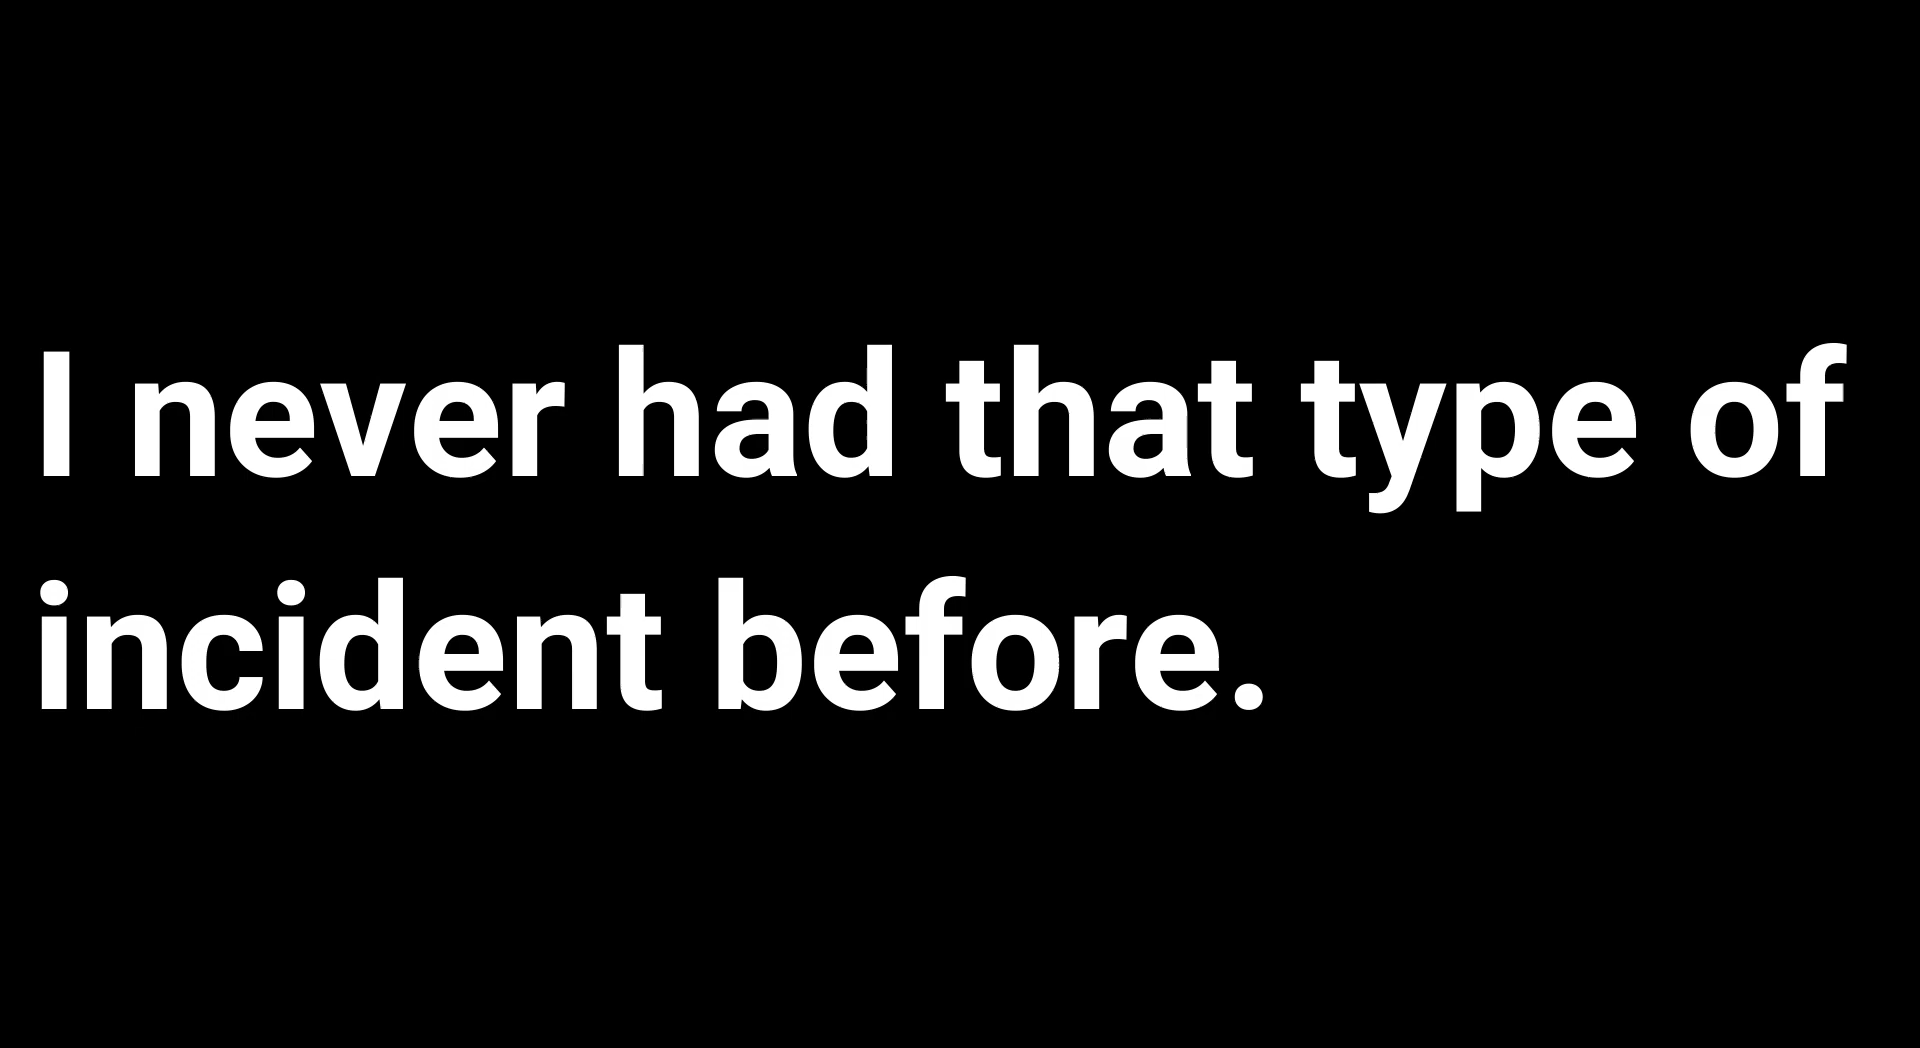 I never had that type of
incident before.